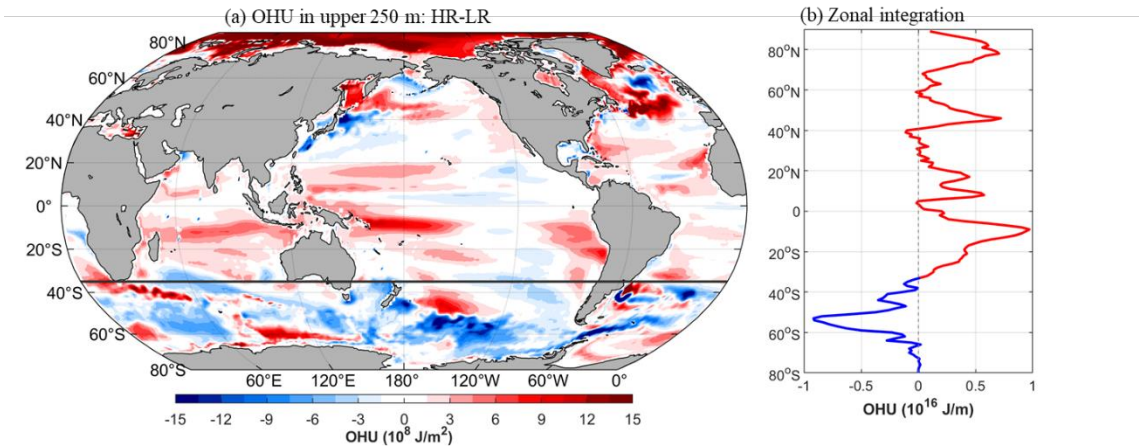 (a) OHU in upper 250 m: HR-LR
80°N
60°N
40°N
20°N
0°
20°S
40°S
60°S
80°S
60°E 120°E 180° 120°W 60°W 0°
-15 -12 -9 -6 -3 0 3 6 9 12 15
OHU (10⁸ J/m²)
(b) Zonal integration
80°N
60°N
40°N
20°N
0
20°S
40°S
60°S
80°S
-1 -0.5 0 0.5 1
OHU (10¹⁶ J/m)